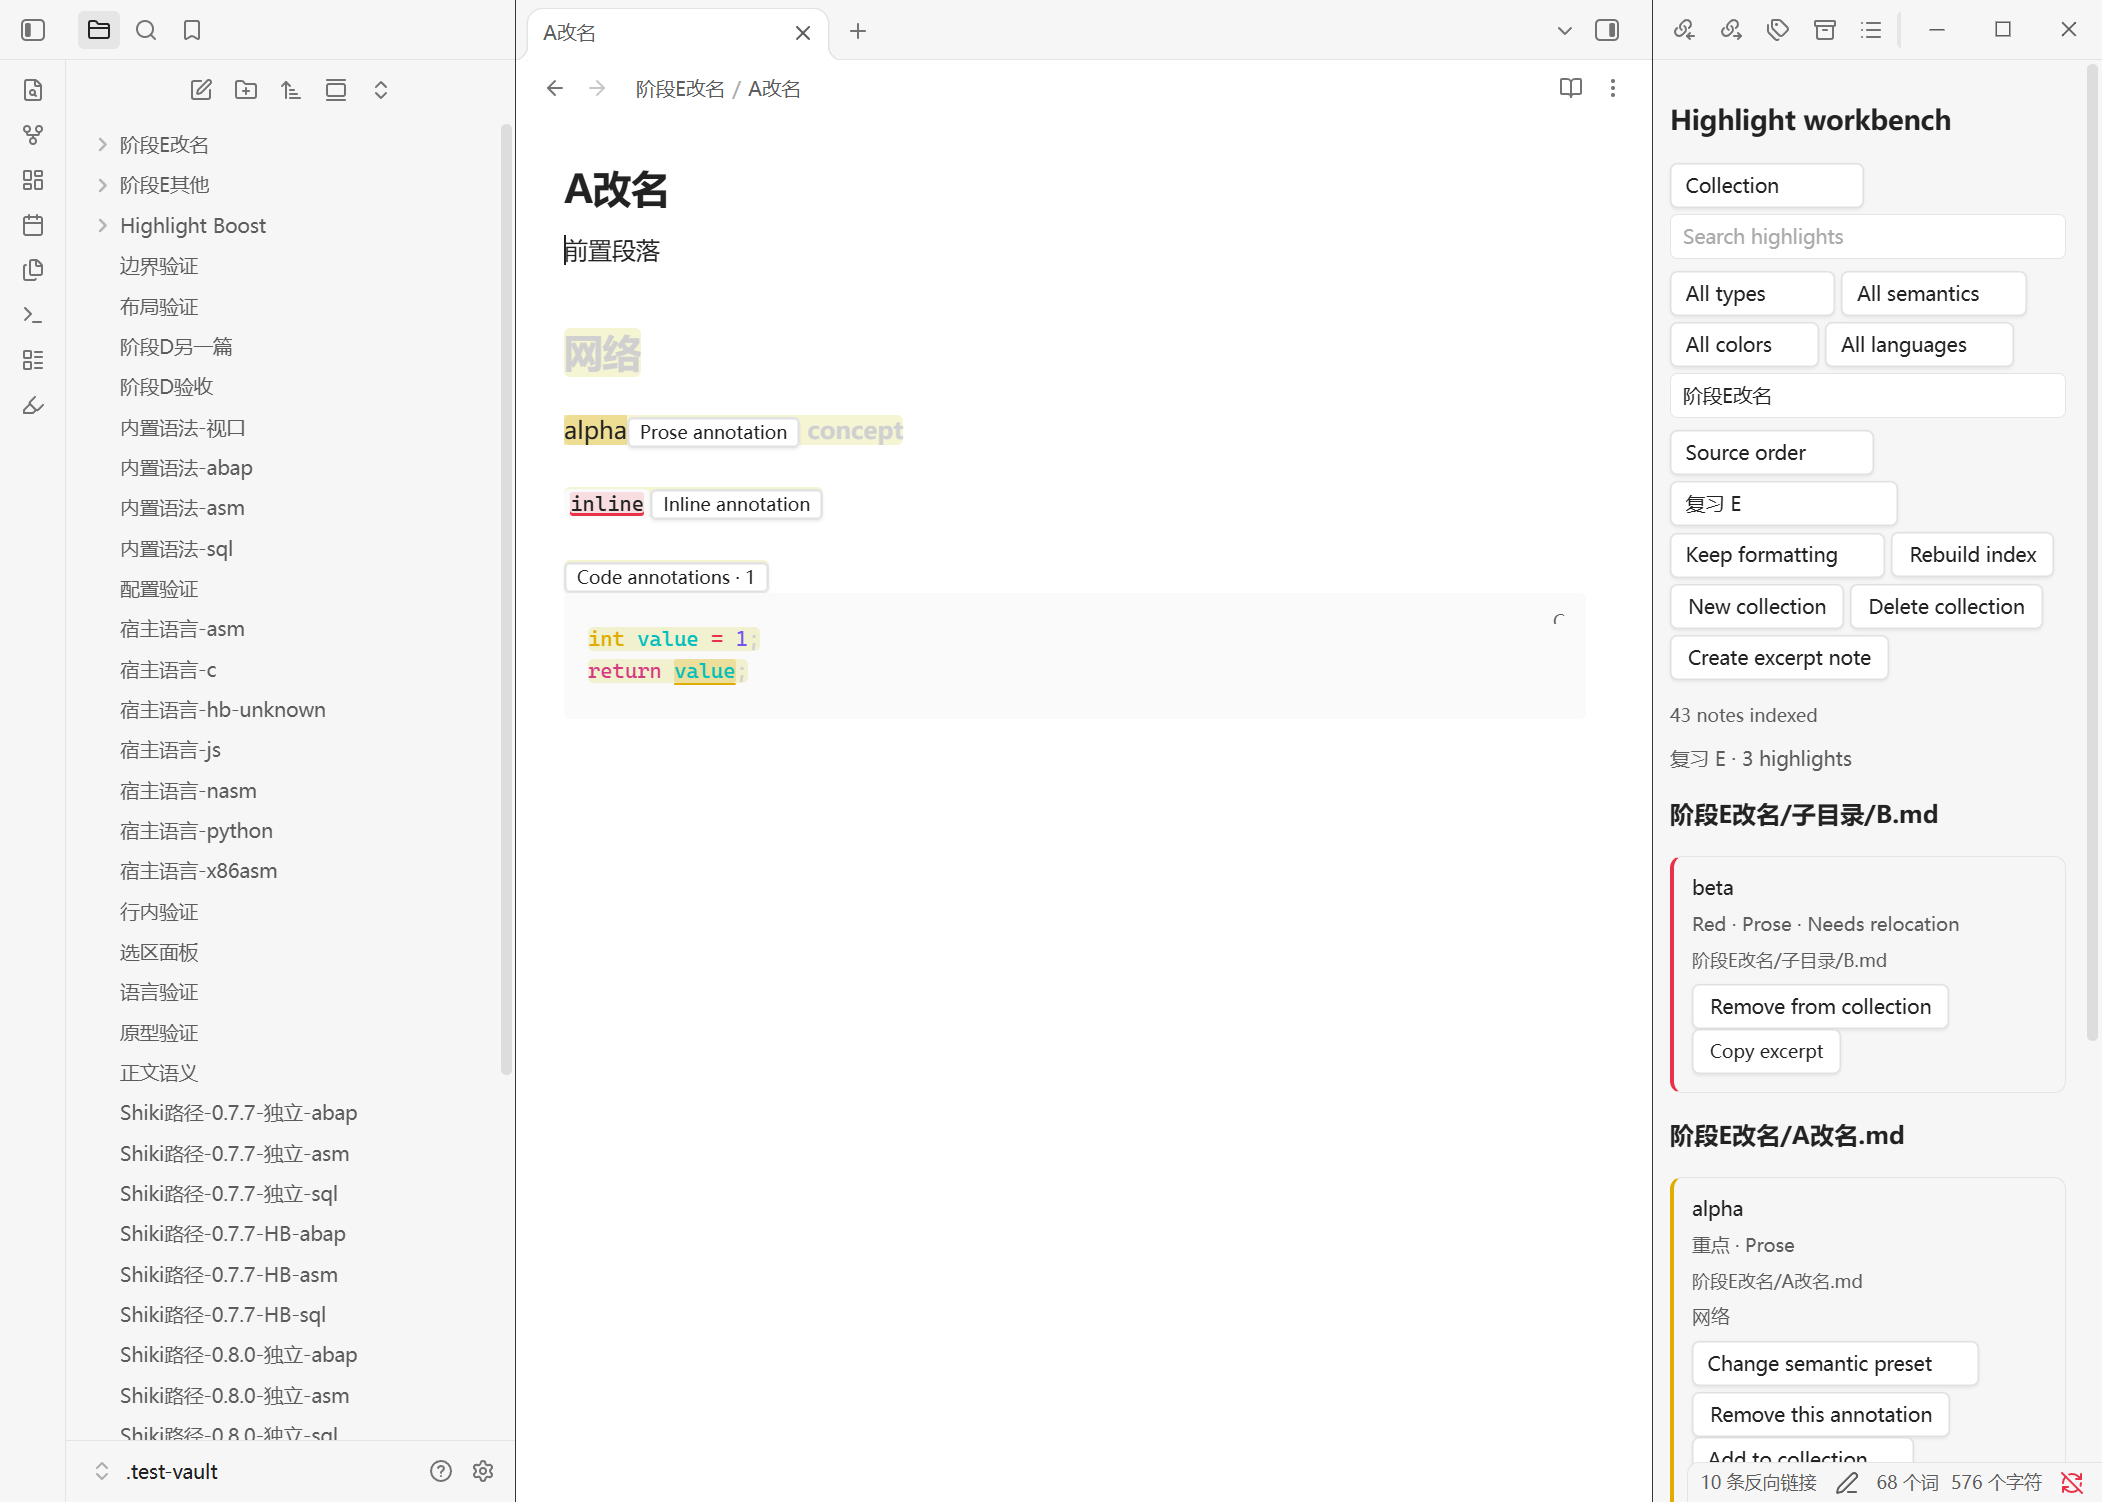 阶段E改名
阶段E其他
Highlight Boost
边界验证
布局验证
阶段D另一篇
阶段D验收
内置语法-视口
内置语法-abap
内置语法-asm
内置语法-sql
配置验证
宿主语言-asm
宿主语言-c
宿主语言-hb-unknown
宿主语言-js
宿主语言-nasm
宿主语言-python
宿主语言-x86asm
行内验证
选区面板
语言验证
原型验证
正文语义
Shiki路径-0.7.7-独立-abap
Shiki路径-0.7.7-独立-asm
Shiki路径-0.7.7-独立-sql
Shiki路径-0.7.7-HB-abap
Shiki路径-0.7.7-HB-asm
Shiki路径-0.7.7-HB-sql
Shiki路径-0.8.0-独立-abap
Shiki路径-0.8.0-独立-asm
Shiki路径-0.8.0-独立-sql
.test-vault
A改名
阶段E改名 / A改名
A改名
前置段落
网络
alpha Prose annotation concept
inline Inline annotation
Code annotations · 1
C
int value = 1;
return value;
Highlight workbench
Collection
Search highlights
All types All semantics
All colors All languages
阶段E改名
Source order
复习 E
Keep formatting Rebuild index
New collection Delete collection
Create excerpt note
43 notes indexed
复习 E · 3 highlights
阶段E改名/子目录/B.md
beta
Red · Prose · Needs relocation
阶段E改名/子目录/B.md
Remove from collection
Copy excerpt
阶段E改名/A改名.md
alpha
重点 · Prose
阶段E改名/A改名.md
网络
Change semantic preset
Remove this annotation
Add to collection
10 条反向链接 68 个词 576 个字符